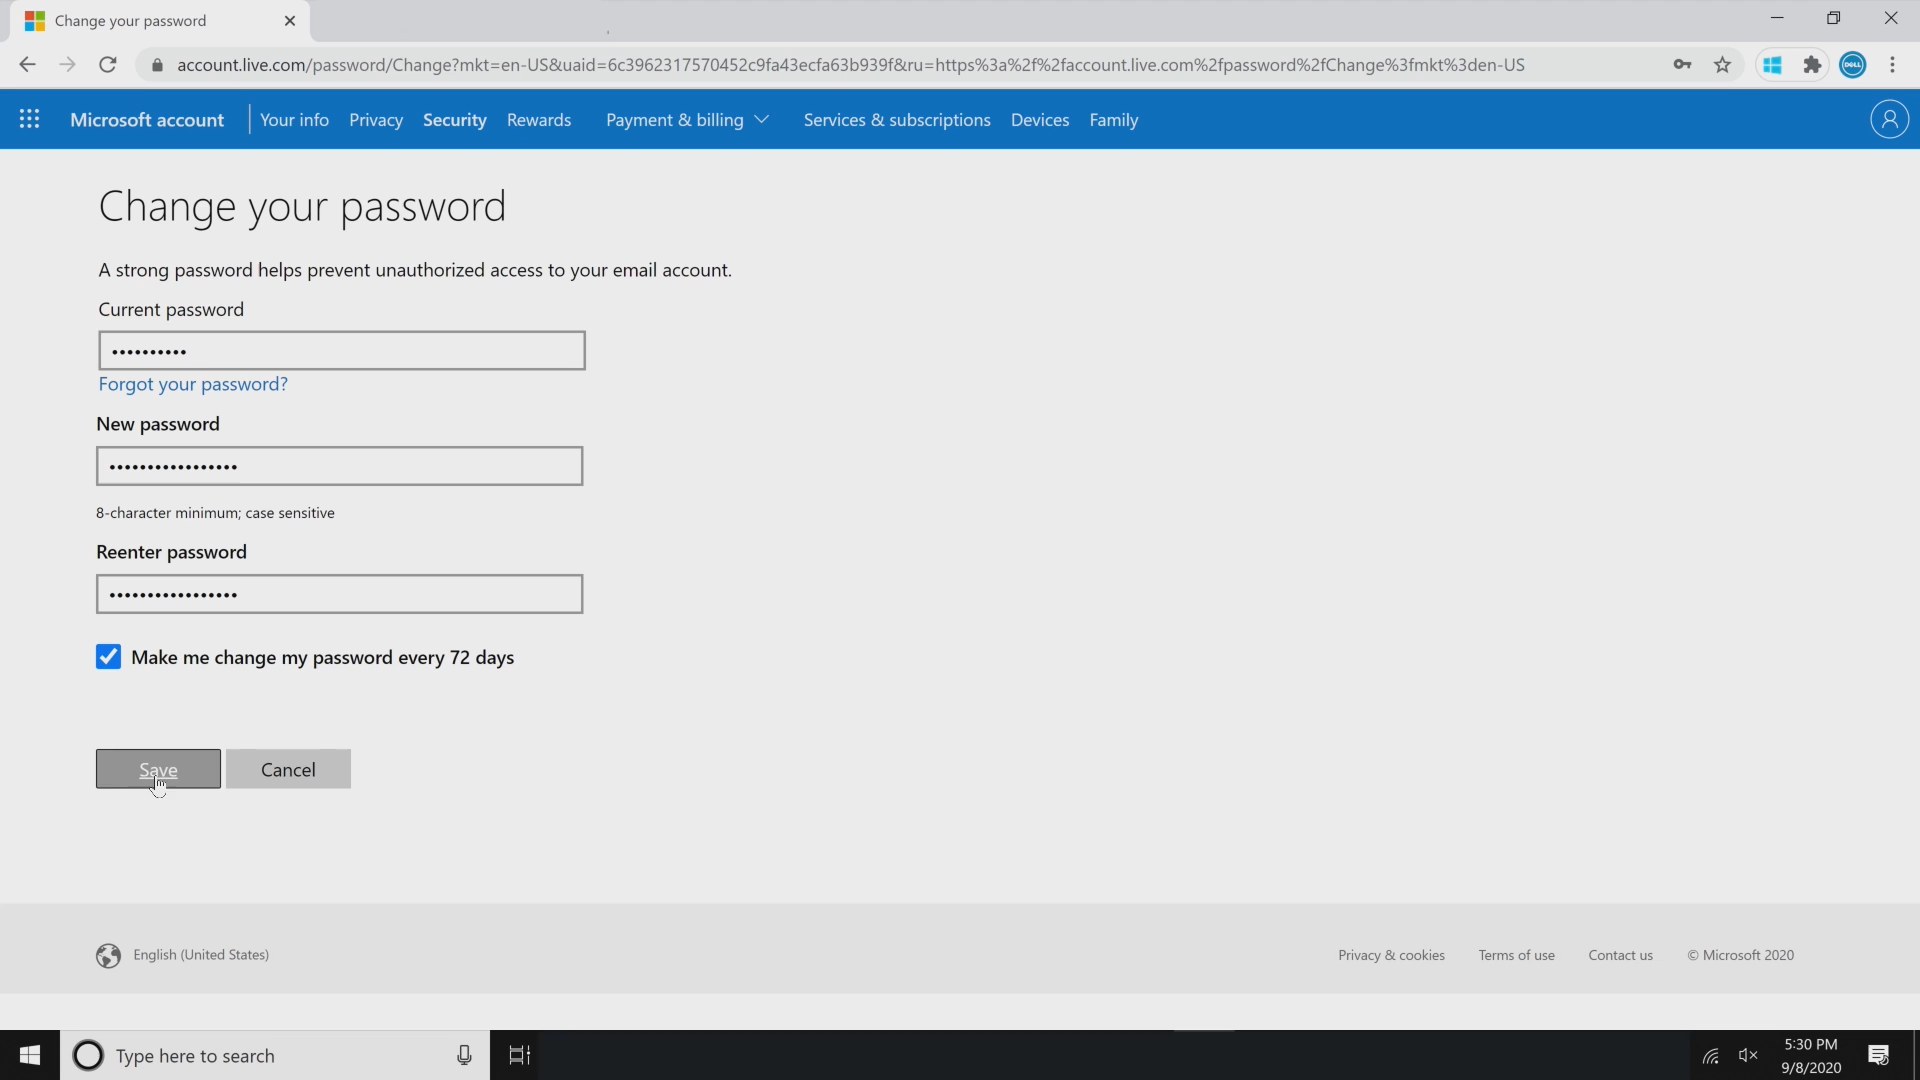 Change your password
account.live.com/password/Change?mkt=en-US&uaid=6c3962317570452c9fa43ecfa63b939f&ru=https%3a%2f%2faccount.live.com%2fpassword%2fChange%3fmkt%3den-US
DELL
Microsoft account Your info Privacy Security Rewards Payment & billing Services & subscriptions Devices Family
Change your password
A strong password helps prevent unauthorized access to your email account.
Current password
••••••••••
Forgot your password?
New password
•••••••••••••••••
8-character minimum; case sensitive
Reenter password
•••••••••••••••••
Make me change my password every 72 days
Save Cancel
English (United States) Privacy & cookies Terms of use Contact us © Microsoft 2020
Type here to search
5:30 PM
9/8/2020